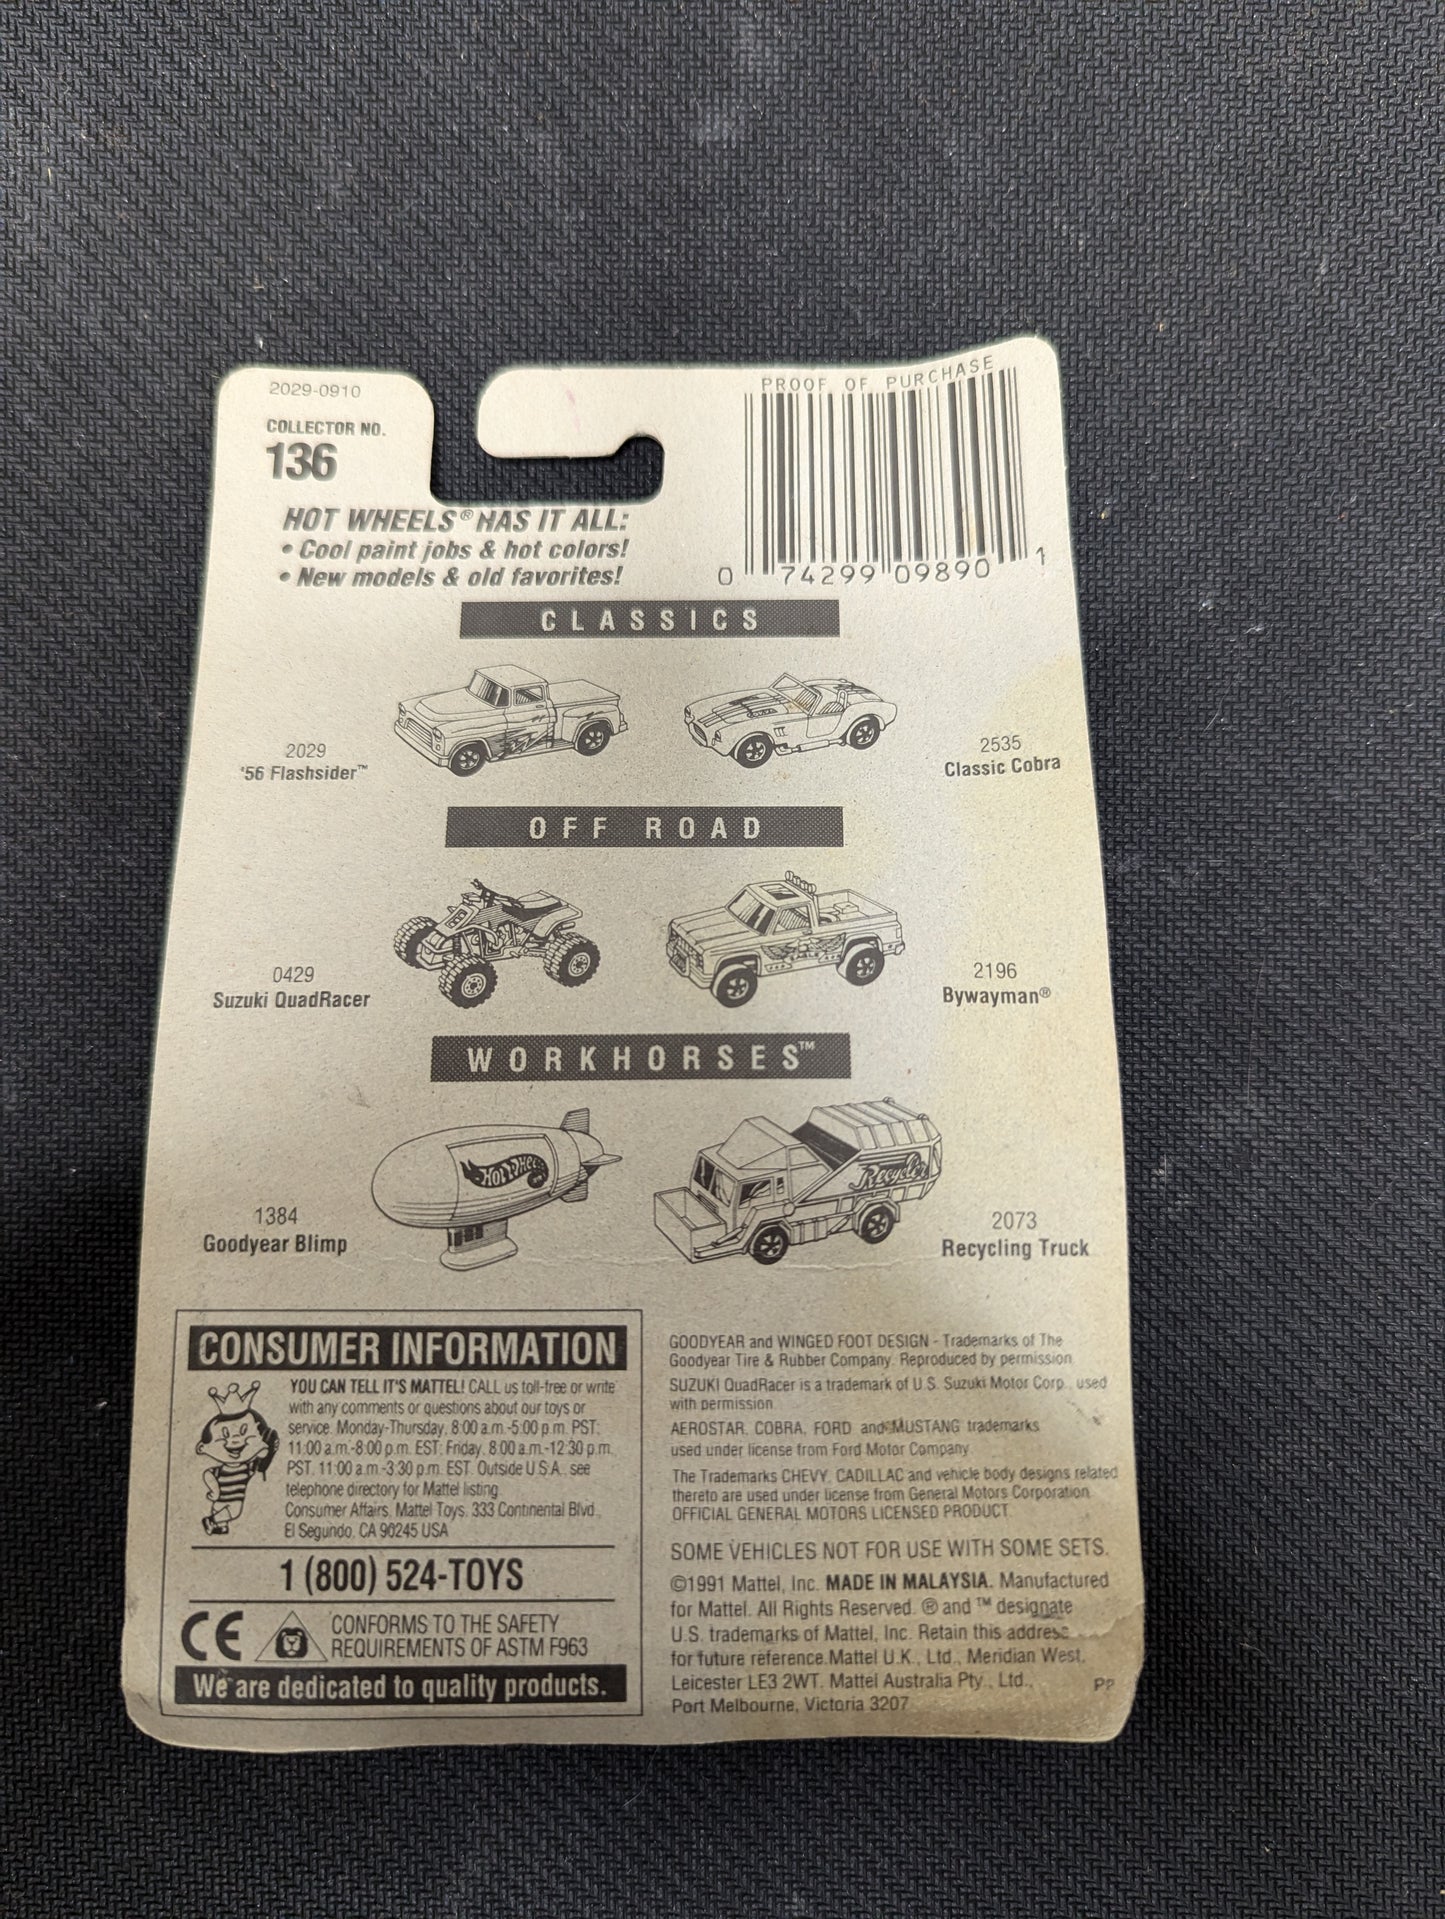 2029-0910
COLLECTOR NO.
136
PROOF OF PURCHASE
0 74299 09890 1
HOT WHEELS® HAS IT ALL:
• Cool paint jobs & hot colors!
• New models & old favorites!
CLASSICS
2029
'56 Flashsider™
2535
Classic Cobra
OFF ROAD
0429
Suzuki QuadRacer
2196
Bywayman®
WORKHORSES™
HOT WHEELS
Recycler
1384
Goodyear Blimp
2073
Recycling Truck
CONSUMER INFORMATION
YOU CAN TELL IT'S MATTEL! CALL us toll-free or write
with any comments or questions about our toys or
service. Monday-Thursday, 8:00 a.m.-5:00 p.m. PST;
11:00 a.m.-8:00 p.m. EST; Friday, 8:00 a.m.-12:30 p.m.
PST, 11:00 a.m.-3:30 p.m. EST. Outside U.S.A., see
telephone directory for Mattel listing.
Consumer Affairs, Mattel Toys, 333 Continental Blvd.,
El Segundo, CA 90245 USA
1 (800) 524-TOYS
CE
CONFORMS TO THE SAFETY
REQUIREMENTS OF ASTM F963
We are dedicated to quality products.
GOODYEAR and WINGED FOOT DESIGN - Trademarks of The
Goodyear Tire & Rubber Company. Reproduced by permission.
SUZUKI QuadRacer is a trademark of U.S. Suzuki Motor Corp., used
with permission.
AEROSTAR, COBRA, FORD and MUSTANG trademarks
used under license from Ford Motor Company.
The Trademarks CHEVY, CADILLAC and vehicle body designs related
thereto are used under license from General Motors Corporation.
OFFICIAL GENERAL MOTORS LICENSED PRODUCT.
SOME VEHICLES NOT FOR USE WITH SOME SETS.
©1991 Mattel, Inc. MADE IN MALAYSIA. Manufactured
for Mattel. All Rights Reserved. ® and ™ designate
U.S. trademarks of Mattel, Inc. Retain this address
for future reference: Mattel U.K., Ltd., Meridian West,
Leicester LE3 2WT. Mattel Australia Pty., Ltd.,
Port Melbourne, Victoria 3207.
PP